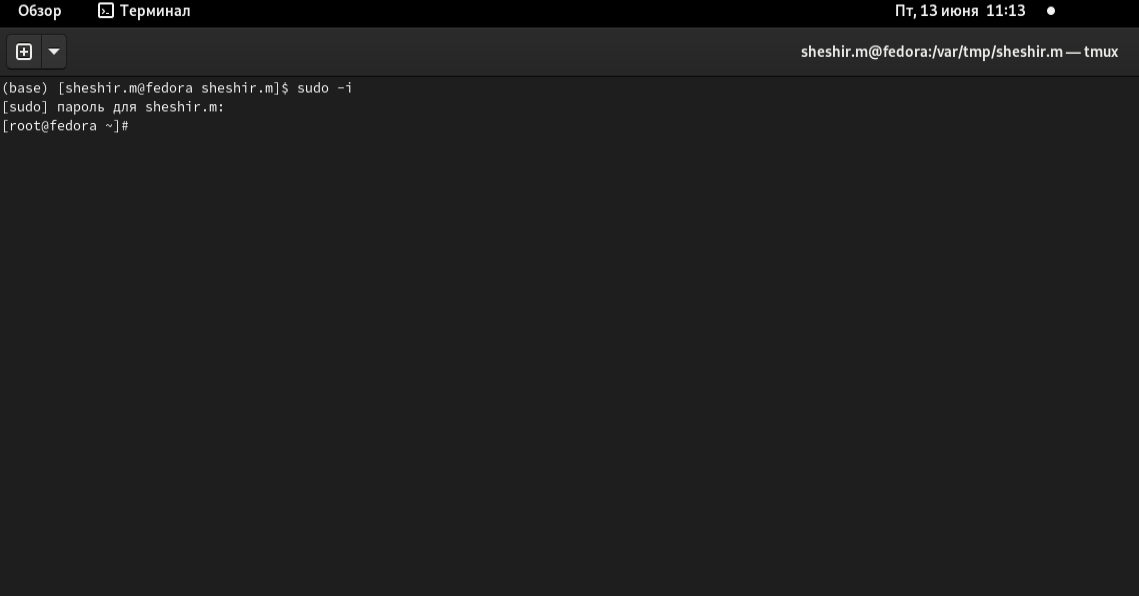 Обзор Терминал Пт, 13 июня 11:13
sheshir.m@fedora:/var/tmp/sheshir.m — tmux
(base) [sheshir.m@fedora sheshir.m]$ sudo -i
[sudo] пароль для sheshir.m:
[root@fedora ~]#